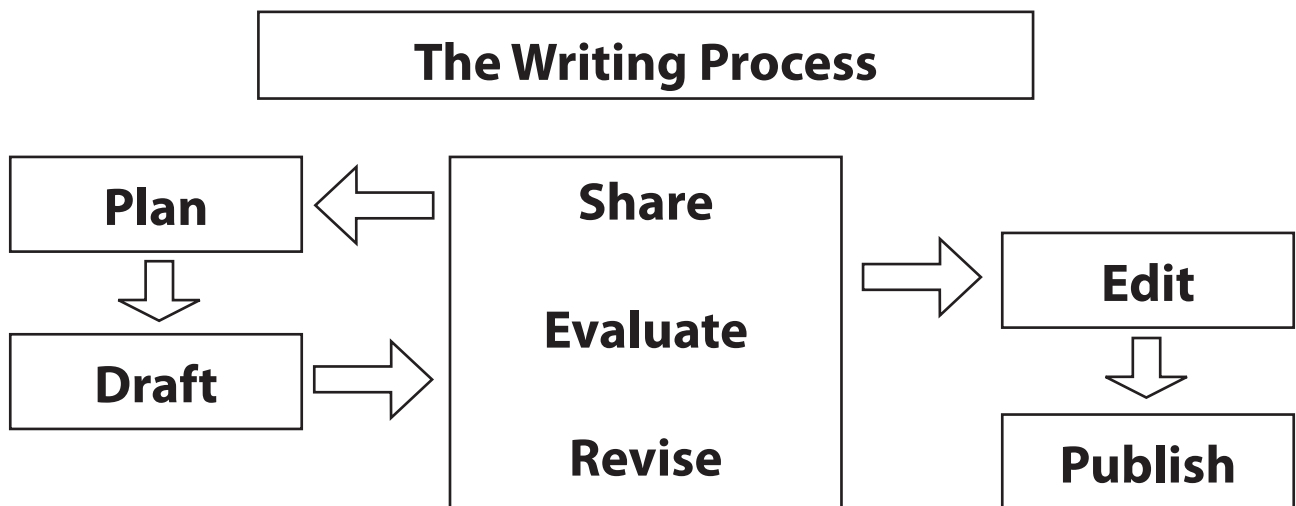 The Writing Process
Plan
Draft
Share
Evaluate
Revise
Edit
Publish